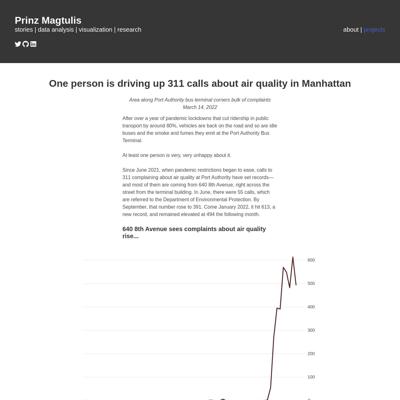 Prinz Magtulis
stories | data analysis | visualization | research
about | projects
One person is driving up 311 calls about air quality in Manhattan
Area along Port Authority bus terminal corners bulk of complaints
March 14, 2022
After over a year of pandemic lockdowns that cut ridership in public
transport by around 80%, vehicles are back on the road and so are idle
buses and the smoke and fumes they emit at the Port Authority Bus
Terminal.
At least one person is very, very unhappy about it.
Since June 2021, when pandemic restrictions began to ease, calls to
311 complaining about air quality at Port Authority have set records—
and most of them are coming from 640 8th Avenue, right across the
street from the terminal building. In June, there were 55 calls, which
are referred to the Department of Environmental Protection. By
September, that number rose to 391. Come January 2022, it hit 613, a
new record, and remained elevated at 494 the following month.
640 8th Avenue sees complaints about air quality
rise...
600
500
400
300
200
100